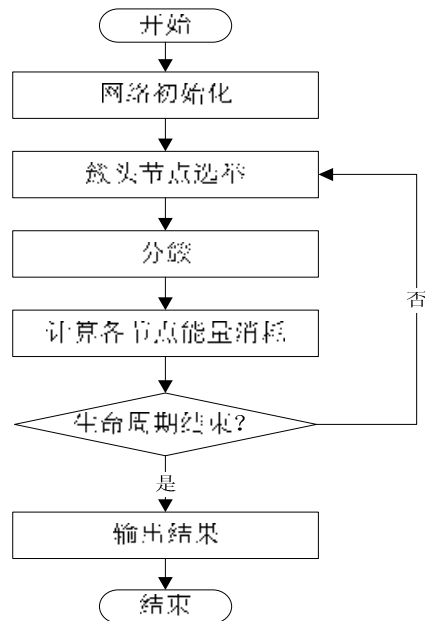 开始
网络初始化
簇头节点选举
分簇
计算各节点能量消耗
否
生命周期结束？
是
输出结果
结束